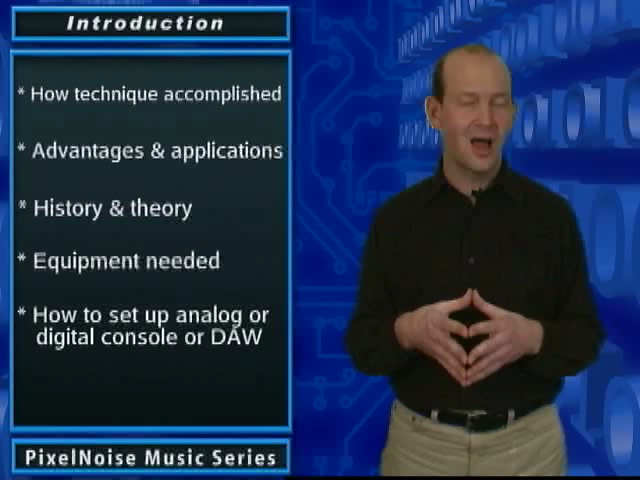 Introduction
* How technique accomplished
* Advantages & applications
* History & theory
* Equipment needed
* How to set up analog or
digital console or DAW
PixelNoise Music Series